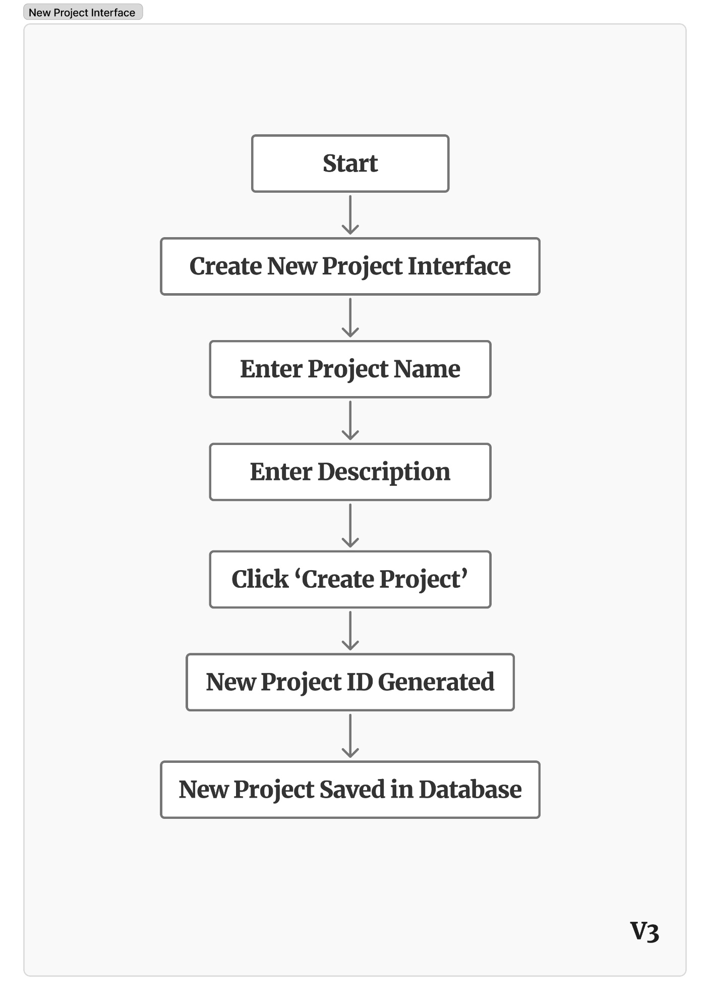 New Project Interface
Start
Create New Project Interface
Enter Project Name
Enter Description
Click ‘Create Project’
New Project ID Generated
New Project Saved in Database
V3